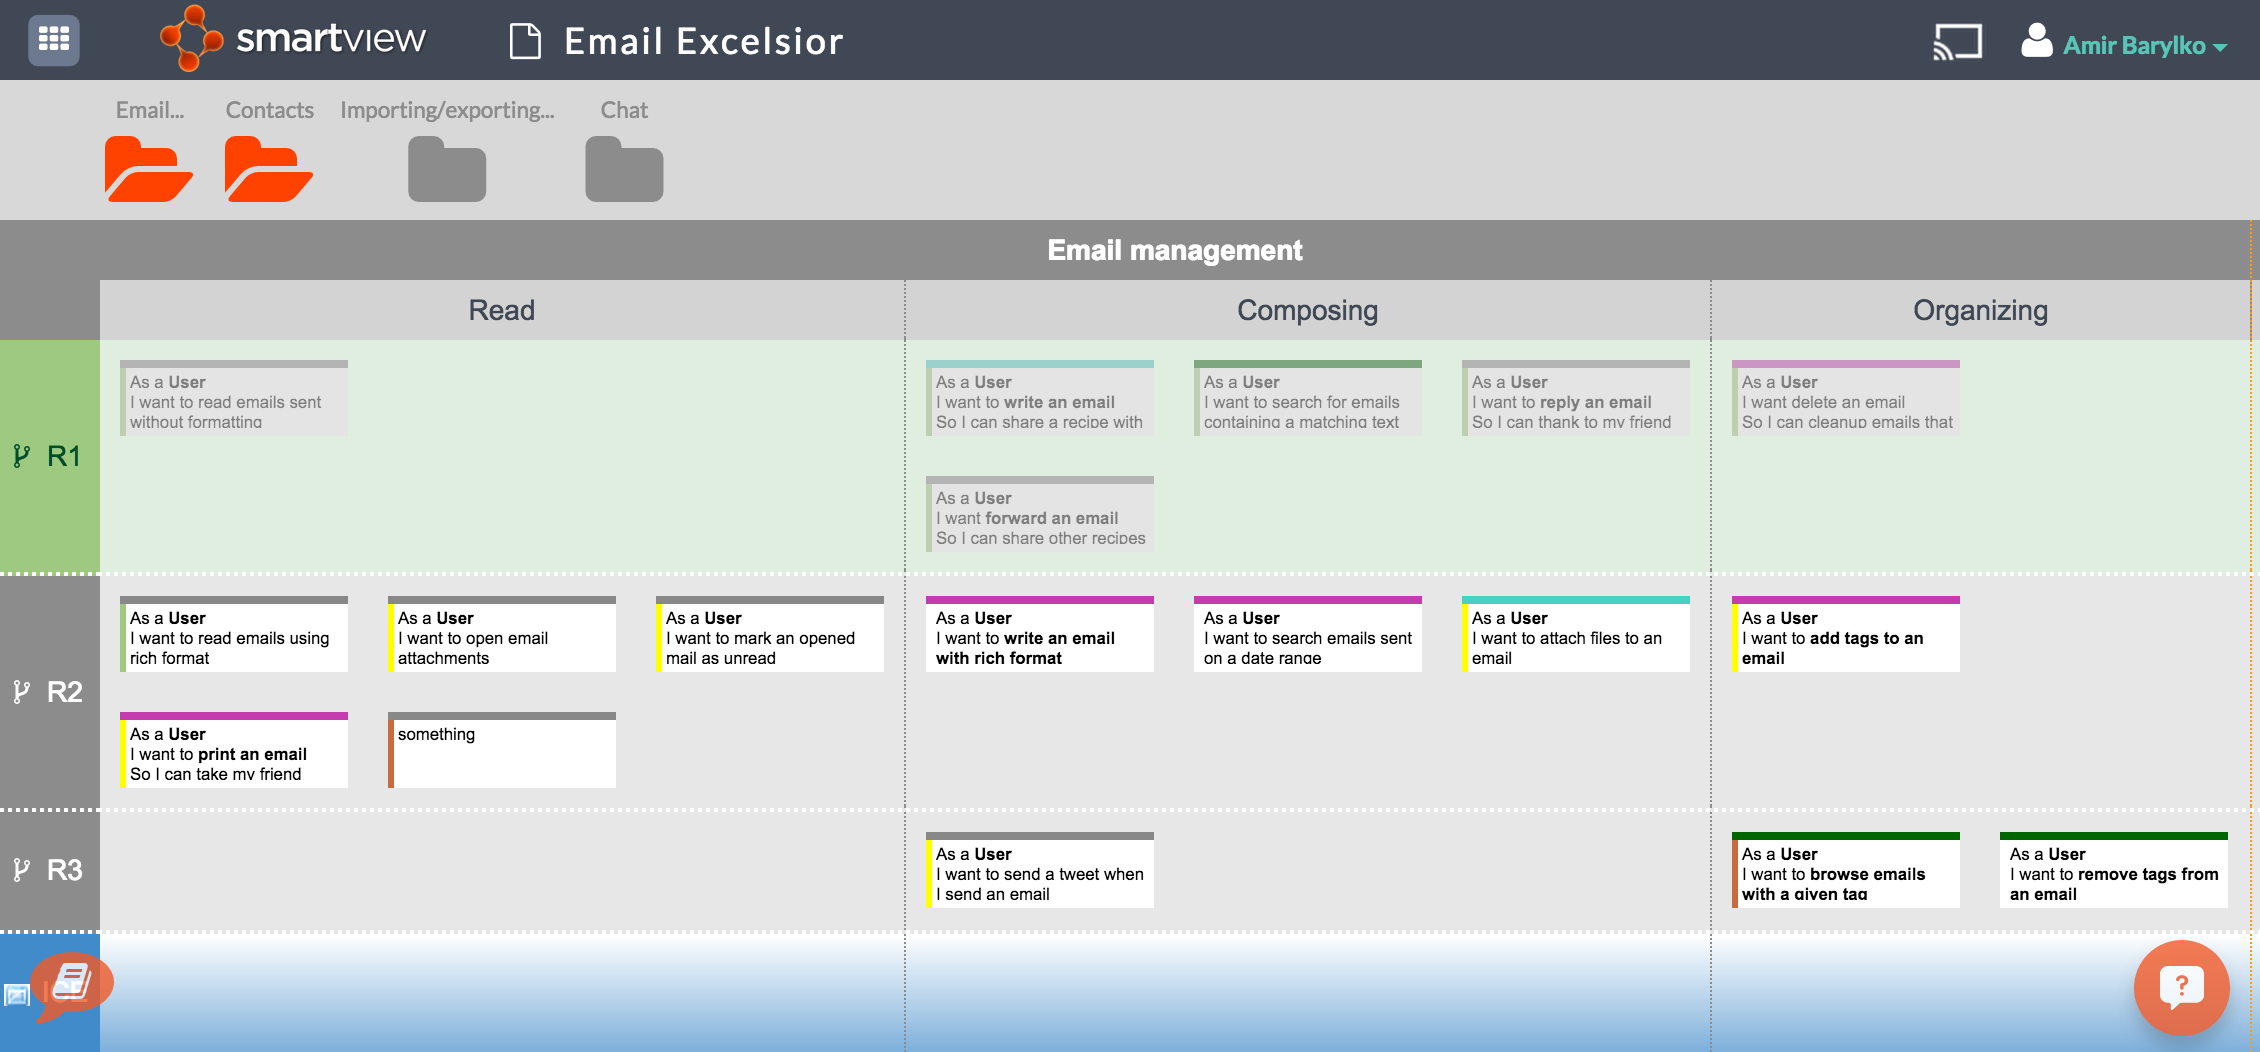 smartview
Email Excelsior
Amir Barylko
Email...
Contacts
Importing/exporting...
Chat
Email management
Read
Composing
Organizing
R1
As a User
I want to read emails sent
without formatting
As a User
I want to write an email
So I can share a recipe with
As a User
I want to search for emails
containing a matching text
As a User
I want to reply an email
So I can thank to my friend
As a User
I want delete an email
So I can cleanup emails that
As a User
I want forward an email
So I can share other recipes
R2
As a User
I want to read emails using
rich format
As a User
I want to open email
attachments
As a User
I want to mark an opened
mail as unread
As a User
I want to write an email
with rich format
As a User
I want to search emails sent
on a date range
As a User
I want to attach files to an
email
As a User
I want to add tags to an
email
As a User
I want to print an email
So I can take my friend
something
R3
As a User
I want to send a tweet when
I send an email
As a User
I want to browse emails
with a given tag
As a User
I want to remove tags from
an email
ICE
?